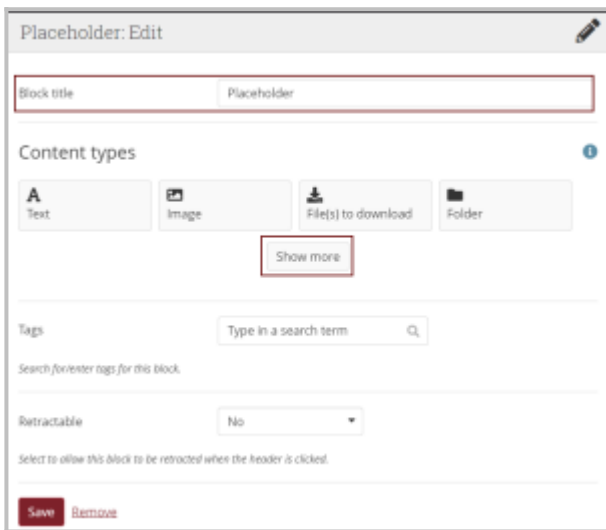 Placeholder: Edit
Block title
Placeholder
Content types
Text
Image
File(s) to download
Folder
Show more
Tags
Type in a search term
Search for/enter tags for this block.
Retractable
No
Select to allow this block to be retracted when the header is clicked.
Save Remove